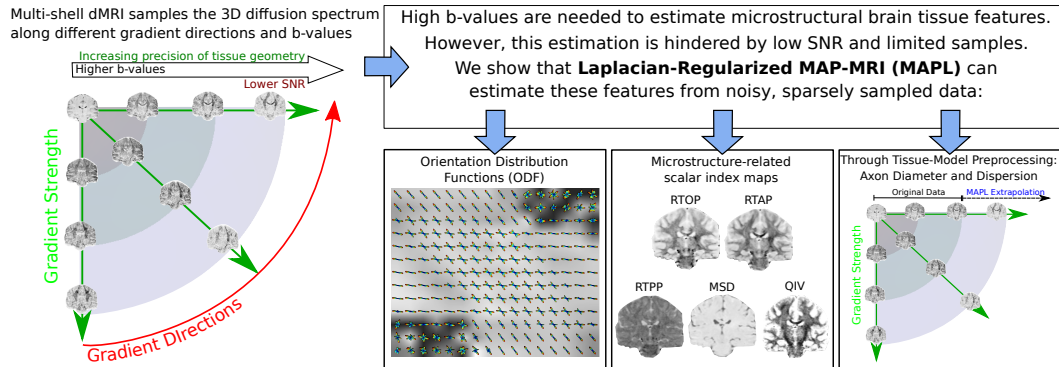 Multi-shell dMRI samples the 3D diffusion spectrum
along different gradient directions and b-values
Increasing precision of tissue geometry
Higher b-values
Lower SNR
Gradient Strength
Gradient DIrections
High b-values are needed to estimate microstructural brain tissue features.
However, this estimation is hindered by low SNR and limited samples.
We show that Laplacian-Regularized MAP-MRI (MAPL) can
estimate these features from noisy, sparsely sampled data:
Orientation Distribution
Functions (ODF)
Microstructure-related
scalar index maps
RTOP RTAP
RTPP MSD QIV
Through Tissue-Model Preprocessing:
Axon Diameter and Dispersion
Original Data MAPL Extrapolation
Gradient Strength